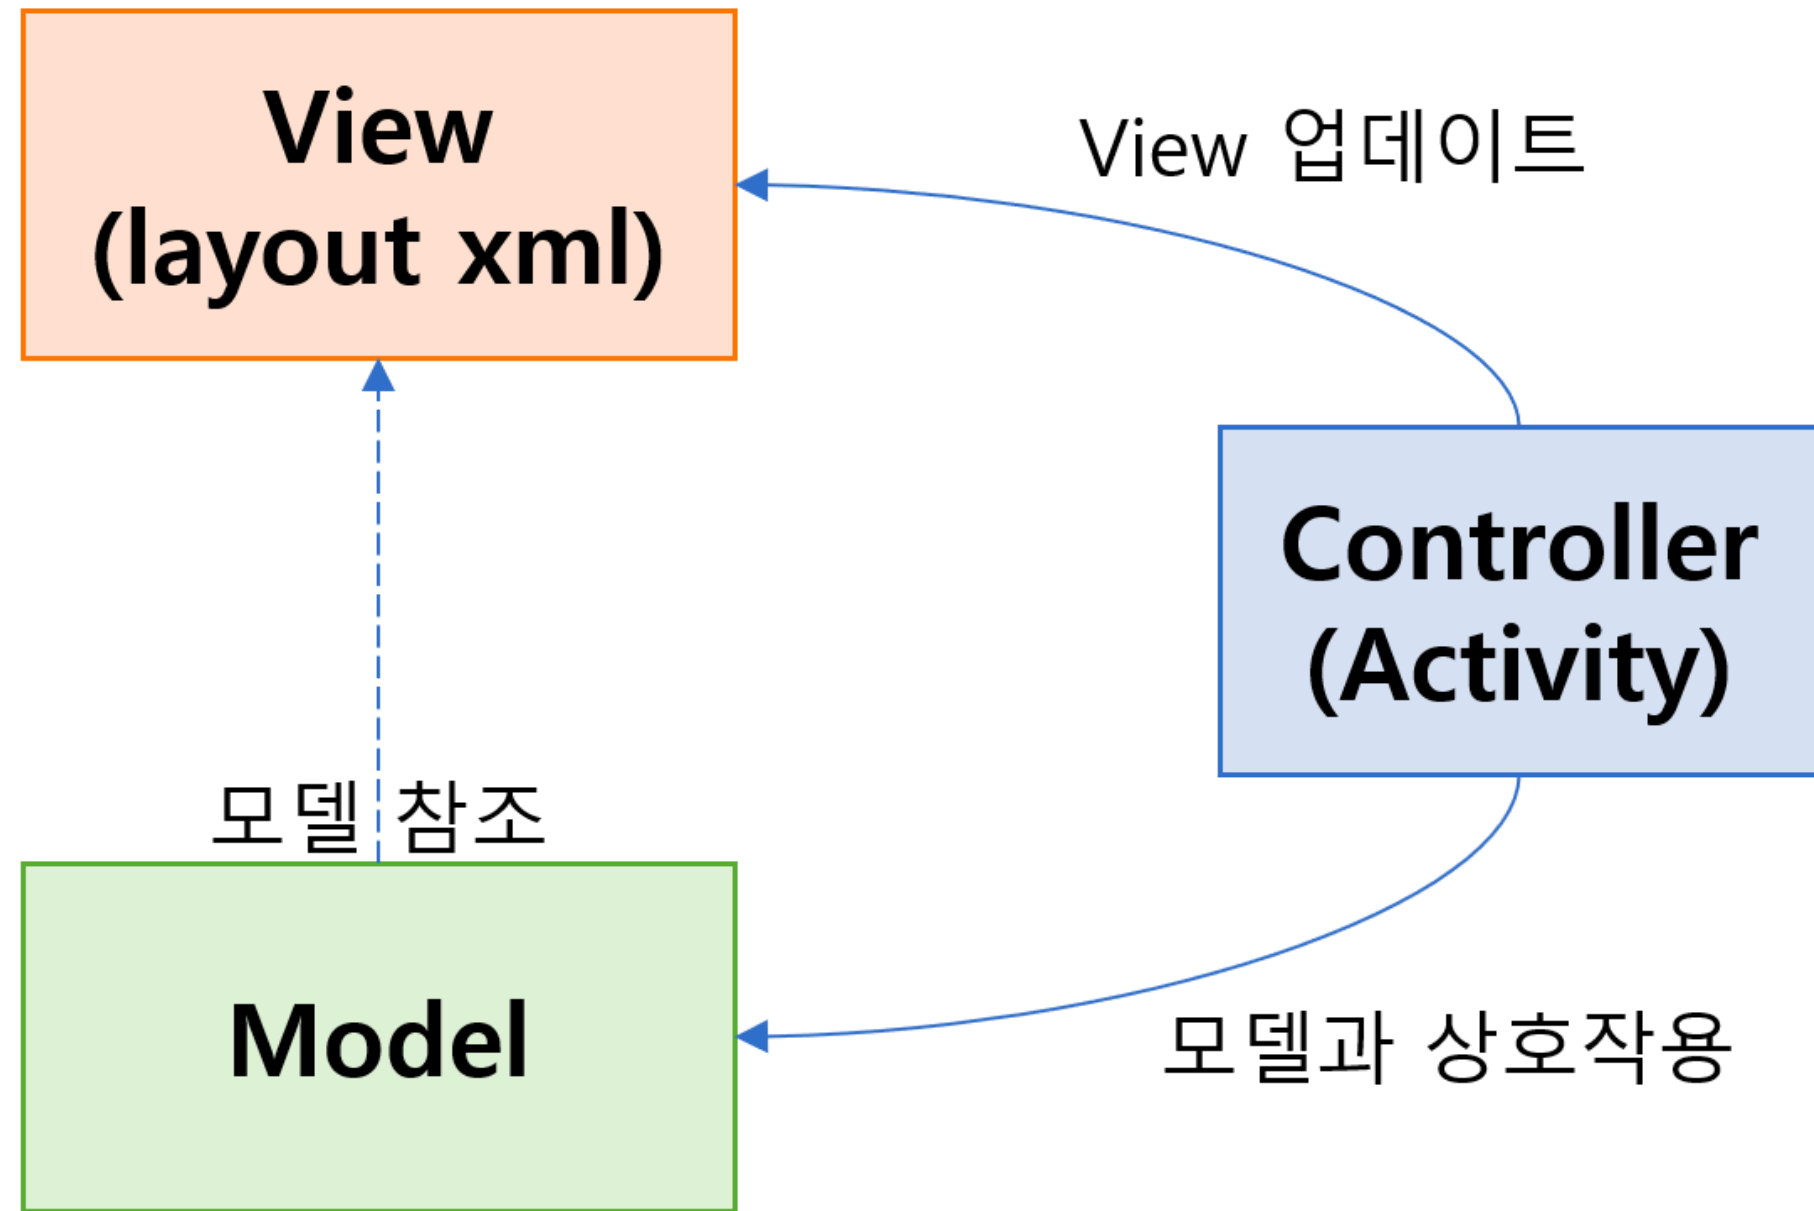 View
(layout xml)
View 업데이트
Controller
(Activity)
모델 참조
Model
모델과 상호작용